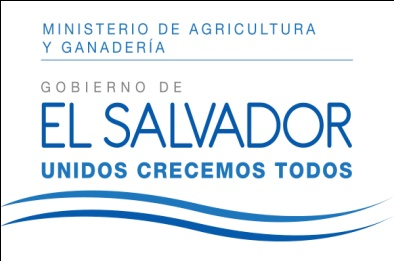 MINISTERIO DE AGRICULTURA
Y GANADERÍA
GOBIERNO DE
EL SALVADOR
UNIDOS CRECEMOS TODOS